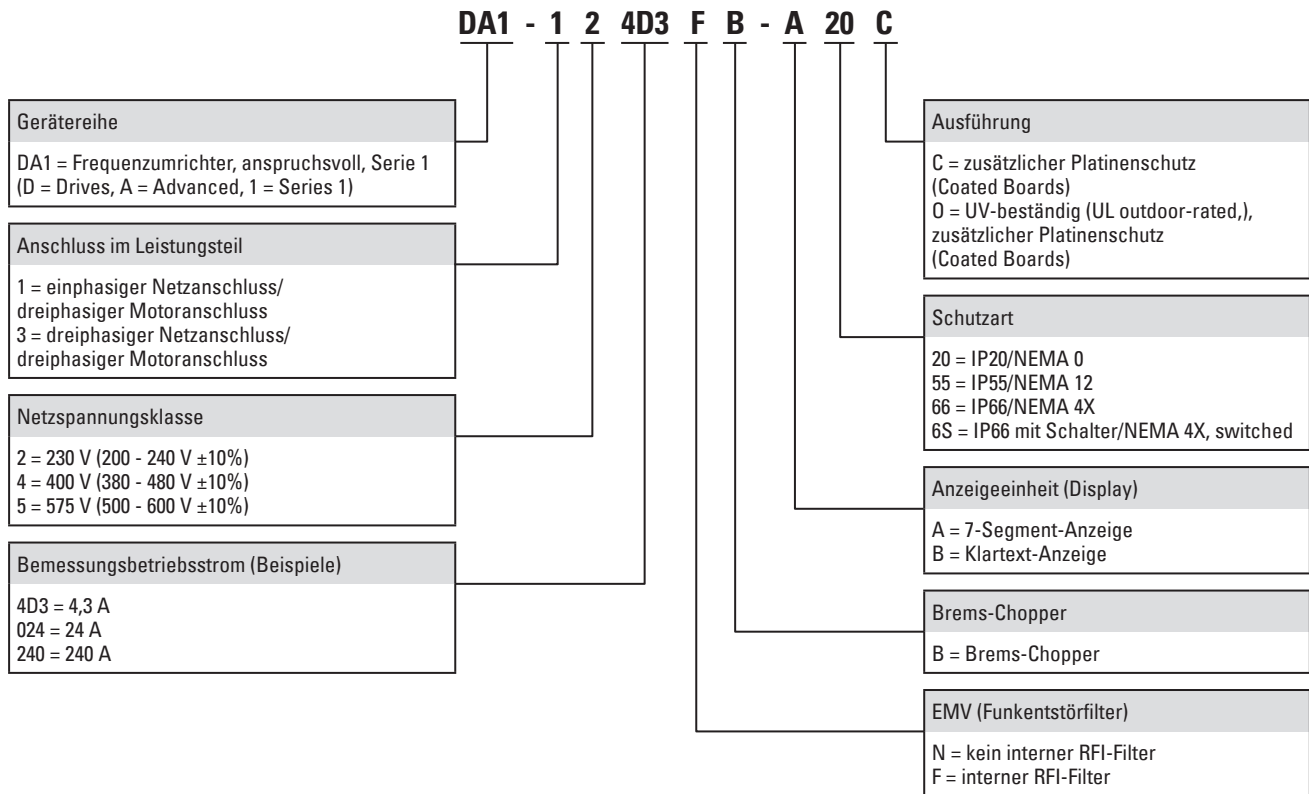 DA1 - 1 2 4D3 F B - A 20 C
Gerätereihe
DA1 = Frequenzumrichter, anspruchsvoll, Serie 1
(D = Drives, A = Advanced, 1 = Series 1)
Anschluss im Leistungsteil
1 = einphasiger Netzanschluss/
dreiphasiger Motoranschluss
3 = dreiphasiger Netzanschluss/
dreiphasiger Motoranschluss
Netzspannungsklasse
2 = 230 V (200 - 240 V ±10%)
4 = 400 V (380 - 480 V ±10%)
5 = 575 V (500 - 600 V ±10%)
Bemessungsbetriebsstrom (Beispiele)
4D3 = 4,3 A
024 = 24 A
240 = 240 A
Ausführung
C = zusätzlicher Platinenschutz
(Coated Boards)
O = UV-beständig (UL outdoor-rated,),
zusätzlicher Platinenschutz
(Coated Boards)
Schutzart
20 = IP20/NEMA 0
55 = IP55/NEMA 12
66 = IP66/NEMA 4X
6S = IP66 mit Schalter/NEMA 4X, switched
Anzeigeeinheit (Display)
A = 7-Segment-Anzeige
B = Klartext-Anzeige
Brems-Chopper
B = Brems-Chopper
EMV (Funkentstörfilter)
N = kein interner RFI-Filter
F = interner RFI-Filter